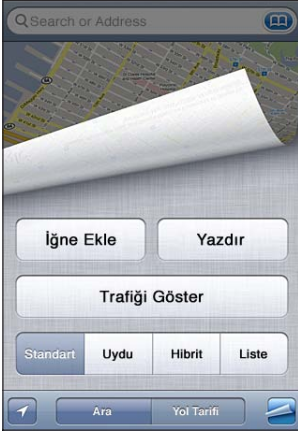 Search or Address
İğne Ekle
Yazdır
Trafiği Göster
Standart
Uydu
Hibrit
Liste
Ara
Yol Tarifi